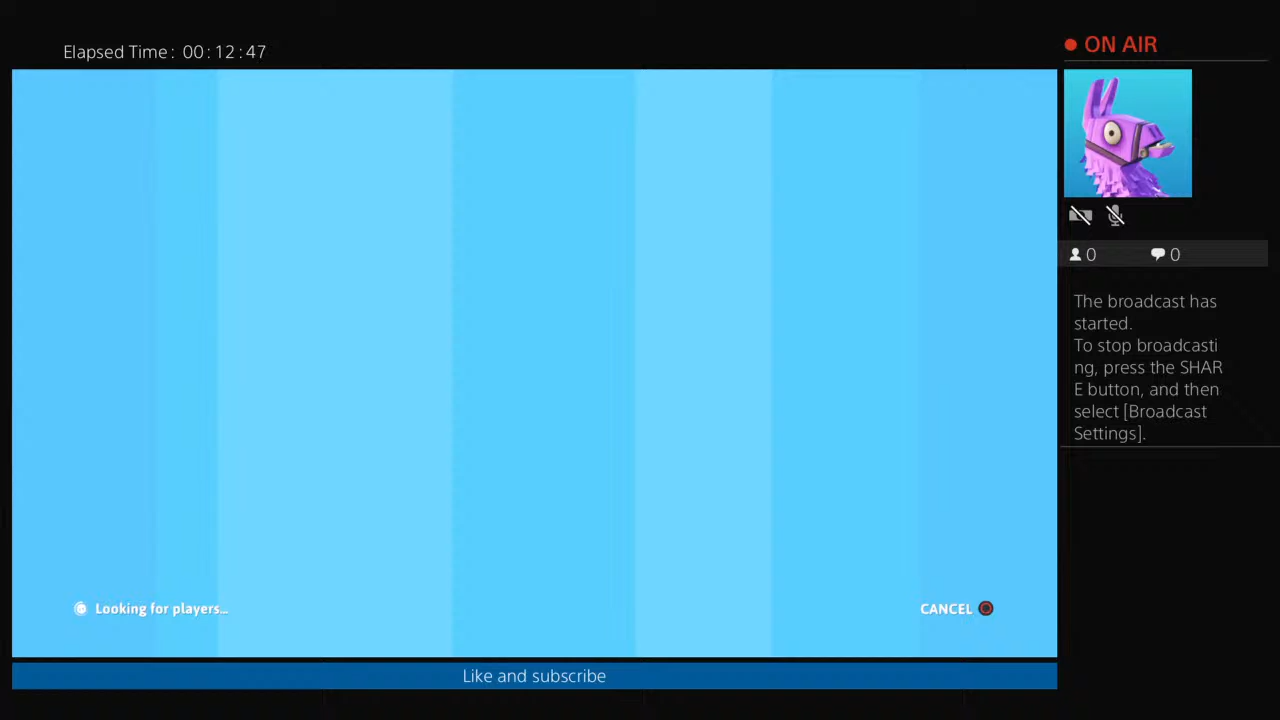 Elapsed Time: 00:12:47
ON AIR
0
0
The broadcast has
started.
To stop broadcasti
ng, press the SHAR
E button, and then
select [Broadcast
Settings].
Looking for players...
CANCEL
Like and subscribe